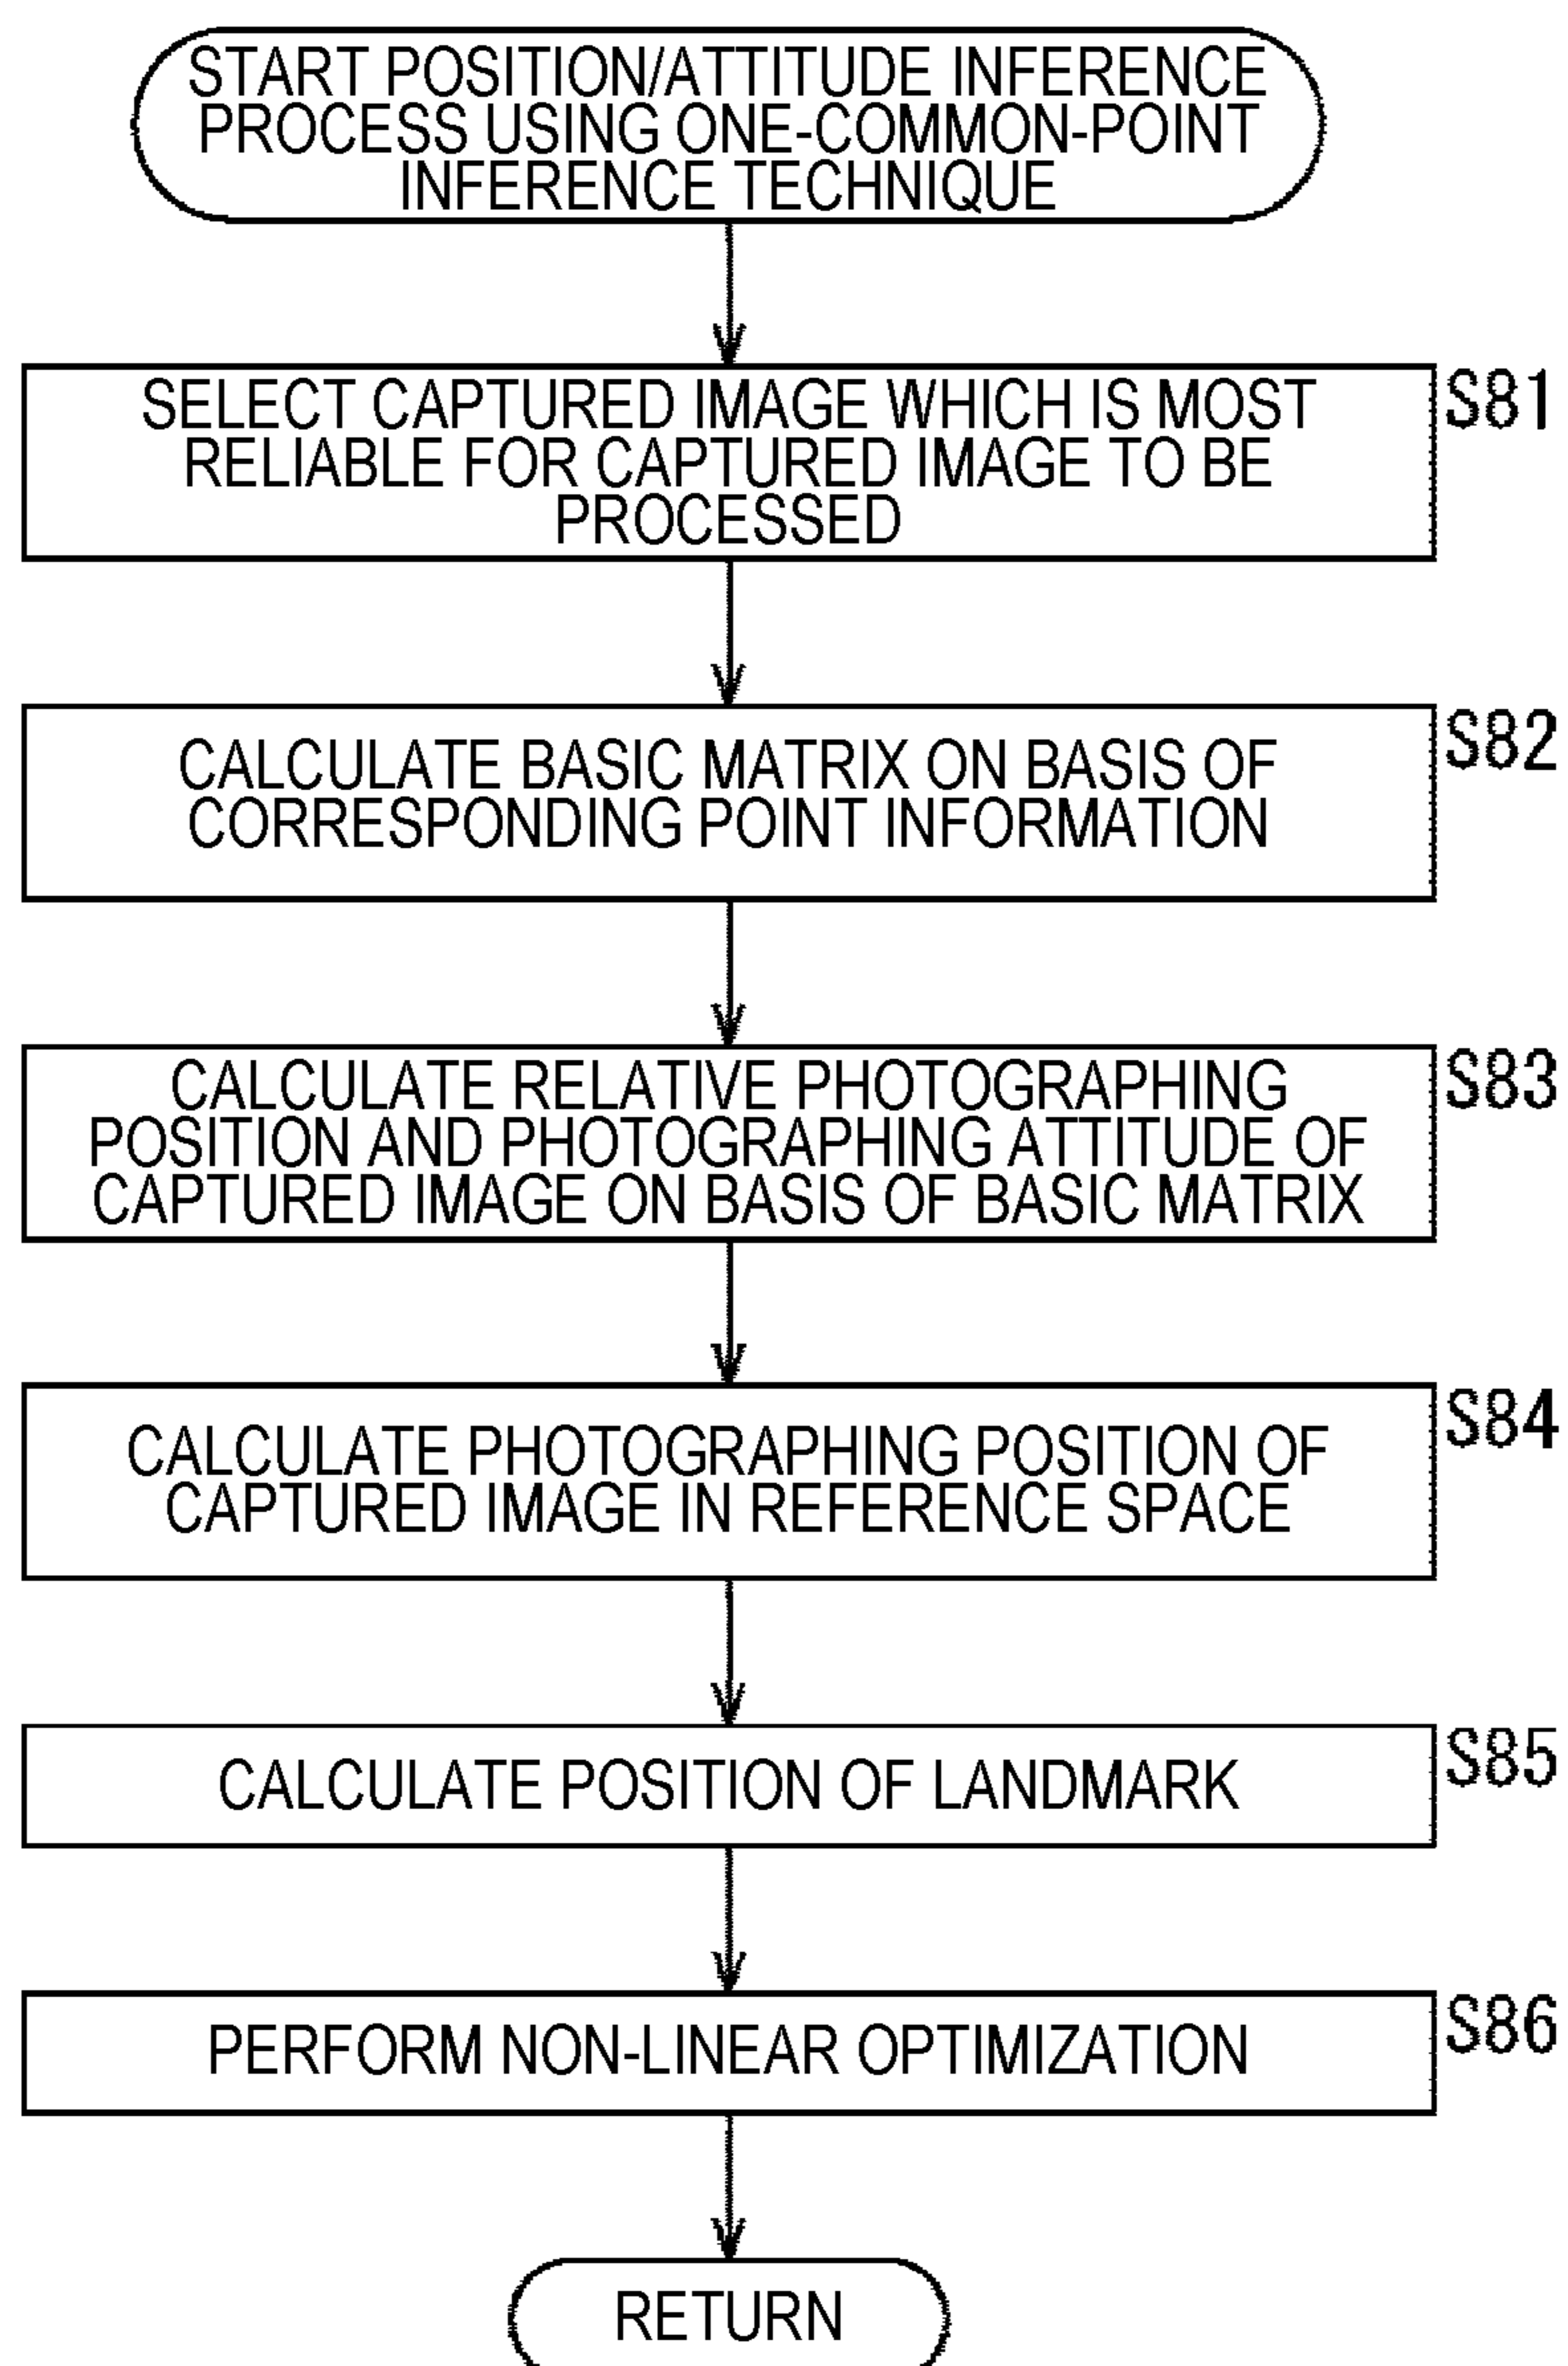 START POSITION/ATTITUDE INFERENCE
PROCESS USING ONE-COMMON-POINT
INFERENCE TECHNIQUE
S81
SELECT CAPTURED IMAGE WHICH IS MOST
RELIABLE FOR CAPTURED IMAGE TO BE
PROCESSED
S82
CALCULATE BASIC MATRIX ON BASIS OF
CORRESPONDING POINT INFORMATION
S83
CALCULATE RELATIVE PHOTOGRAPHING
POSITION AND PHOTOGRAPHING ATTITUDE OF
CAPTURED IMAGE ON BASIS OF BASIC MATRIX
S84
CALCULATE PHOTOGRAPHING POSITION OF
CAPTURED IMAGE IN REFERENCE SPACE
S85
CALCULATE POSITION OF LANDMARK
S86
PERFORM NON-LINEAR OPTIMIZATION
RETURN